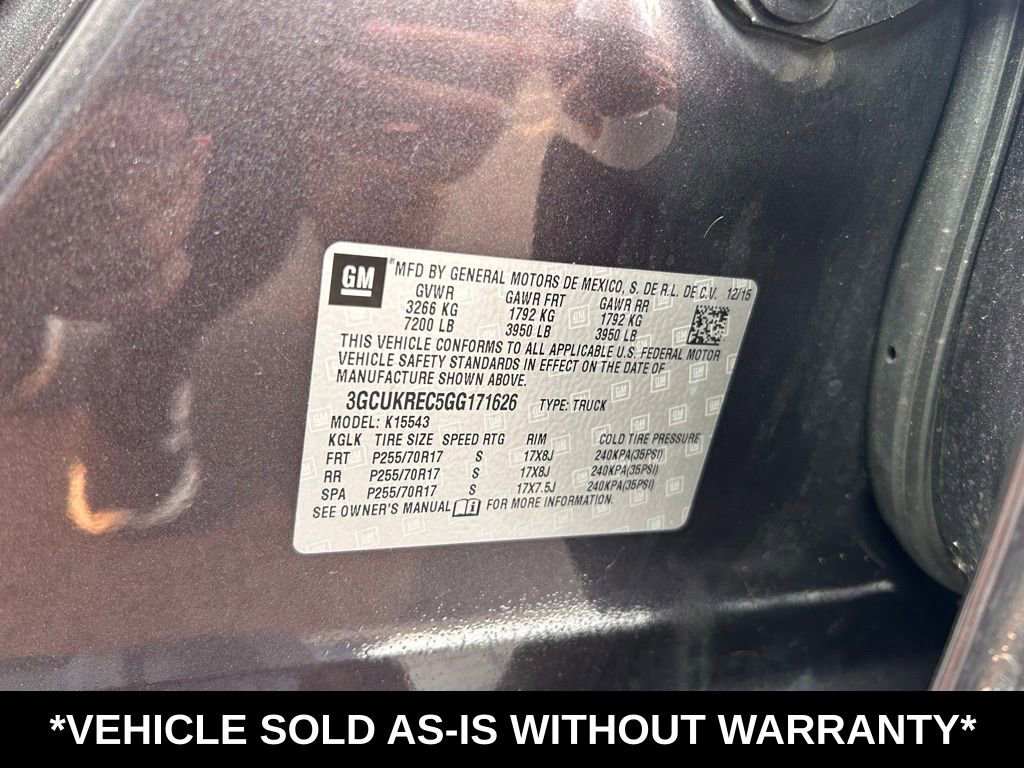 GM ® MFD BY GENERAL MOTORS DE MEXICO, S. DE R.L. DE C.V. 12/15
GVWR GAWR FRT GAWR RR
3266 KG 1792 KG 1792 KG
7200 LB 3950 LB 3950 LB
THIS VEHICLE CONFORMS TO ALL APPLICABLE U.S. FEDERAL MOTOR
VEHICLE SAFETY STANDARDS IN EFFECT ON THE DATE OF
MANUFACTURE SHOWN ABOVE.
3GCUKREC5GG171626 TYPE: TRUCK
MODEL: K15543
KGLK TIRE SIZE SPEED RTG RIM COLD TIRE PRESSURE
FRT P255/70R17 S 17X8J 240KPA(35PSI)
RR P255/70R17 S 17X8J 240KPA(35PSI)
SPA P255/70R17 S 17X7.5J 240KPA(35PSI)
SEE OWNER'S MANUAL FOR MORE INFORMATION.
*VEHICLE SOLD AS-IS WITHOUT WARRANTY*